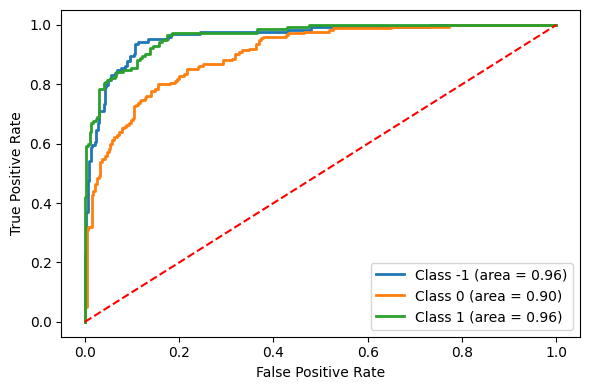 1.0
0.8
0.6
0.4
0.2
0.0
True Positive Rate
Class -1 (area = 0.96)
Class 0 (area = 0.90)
Class 1 (area = 0.96)
0.0 0.2 0.4 0.6 0.8 1.0
False Positive Rate